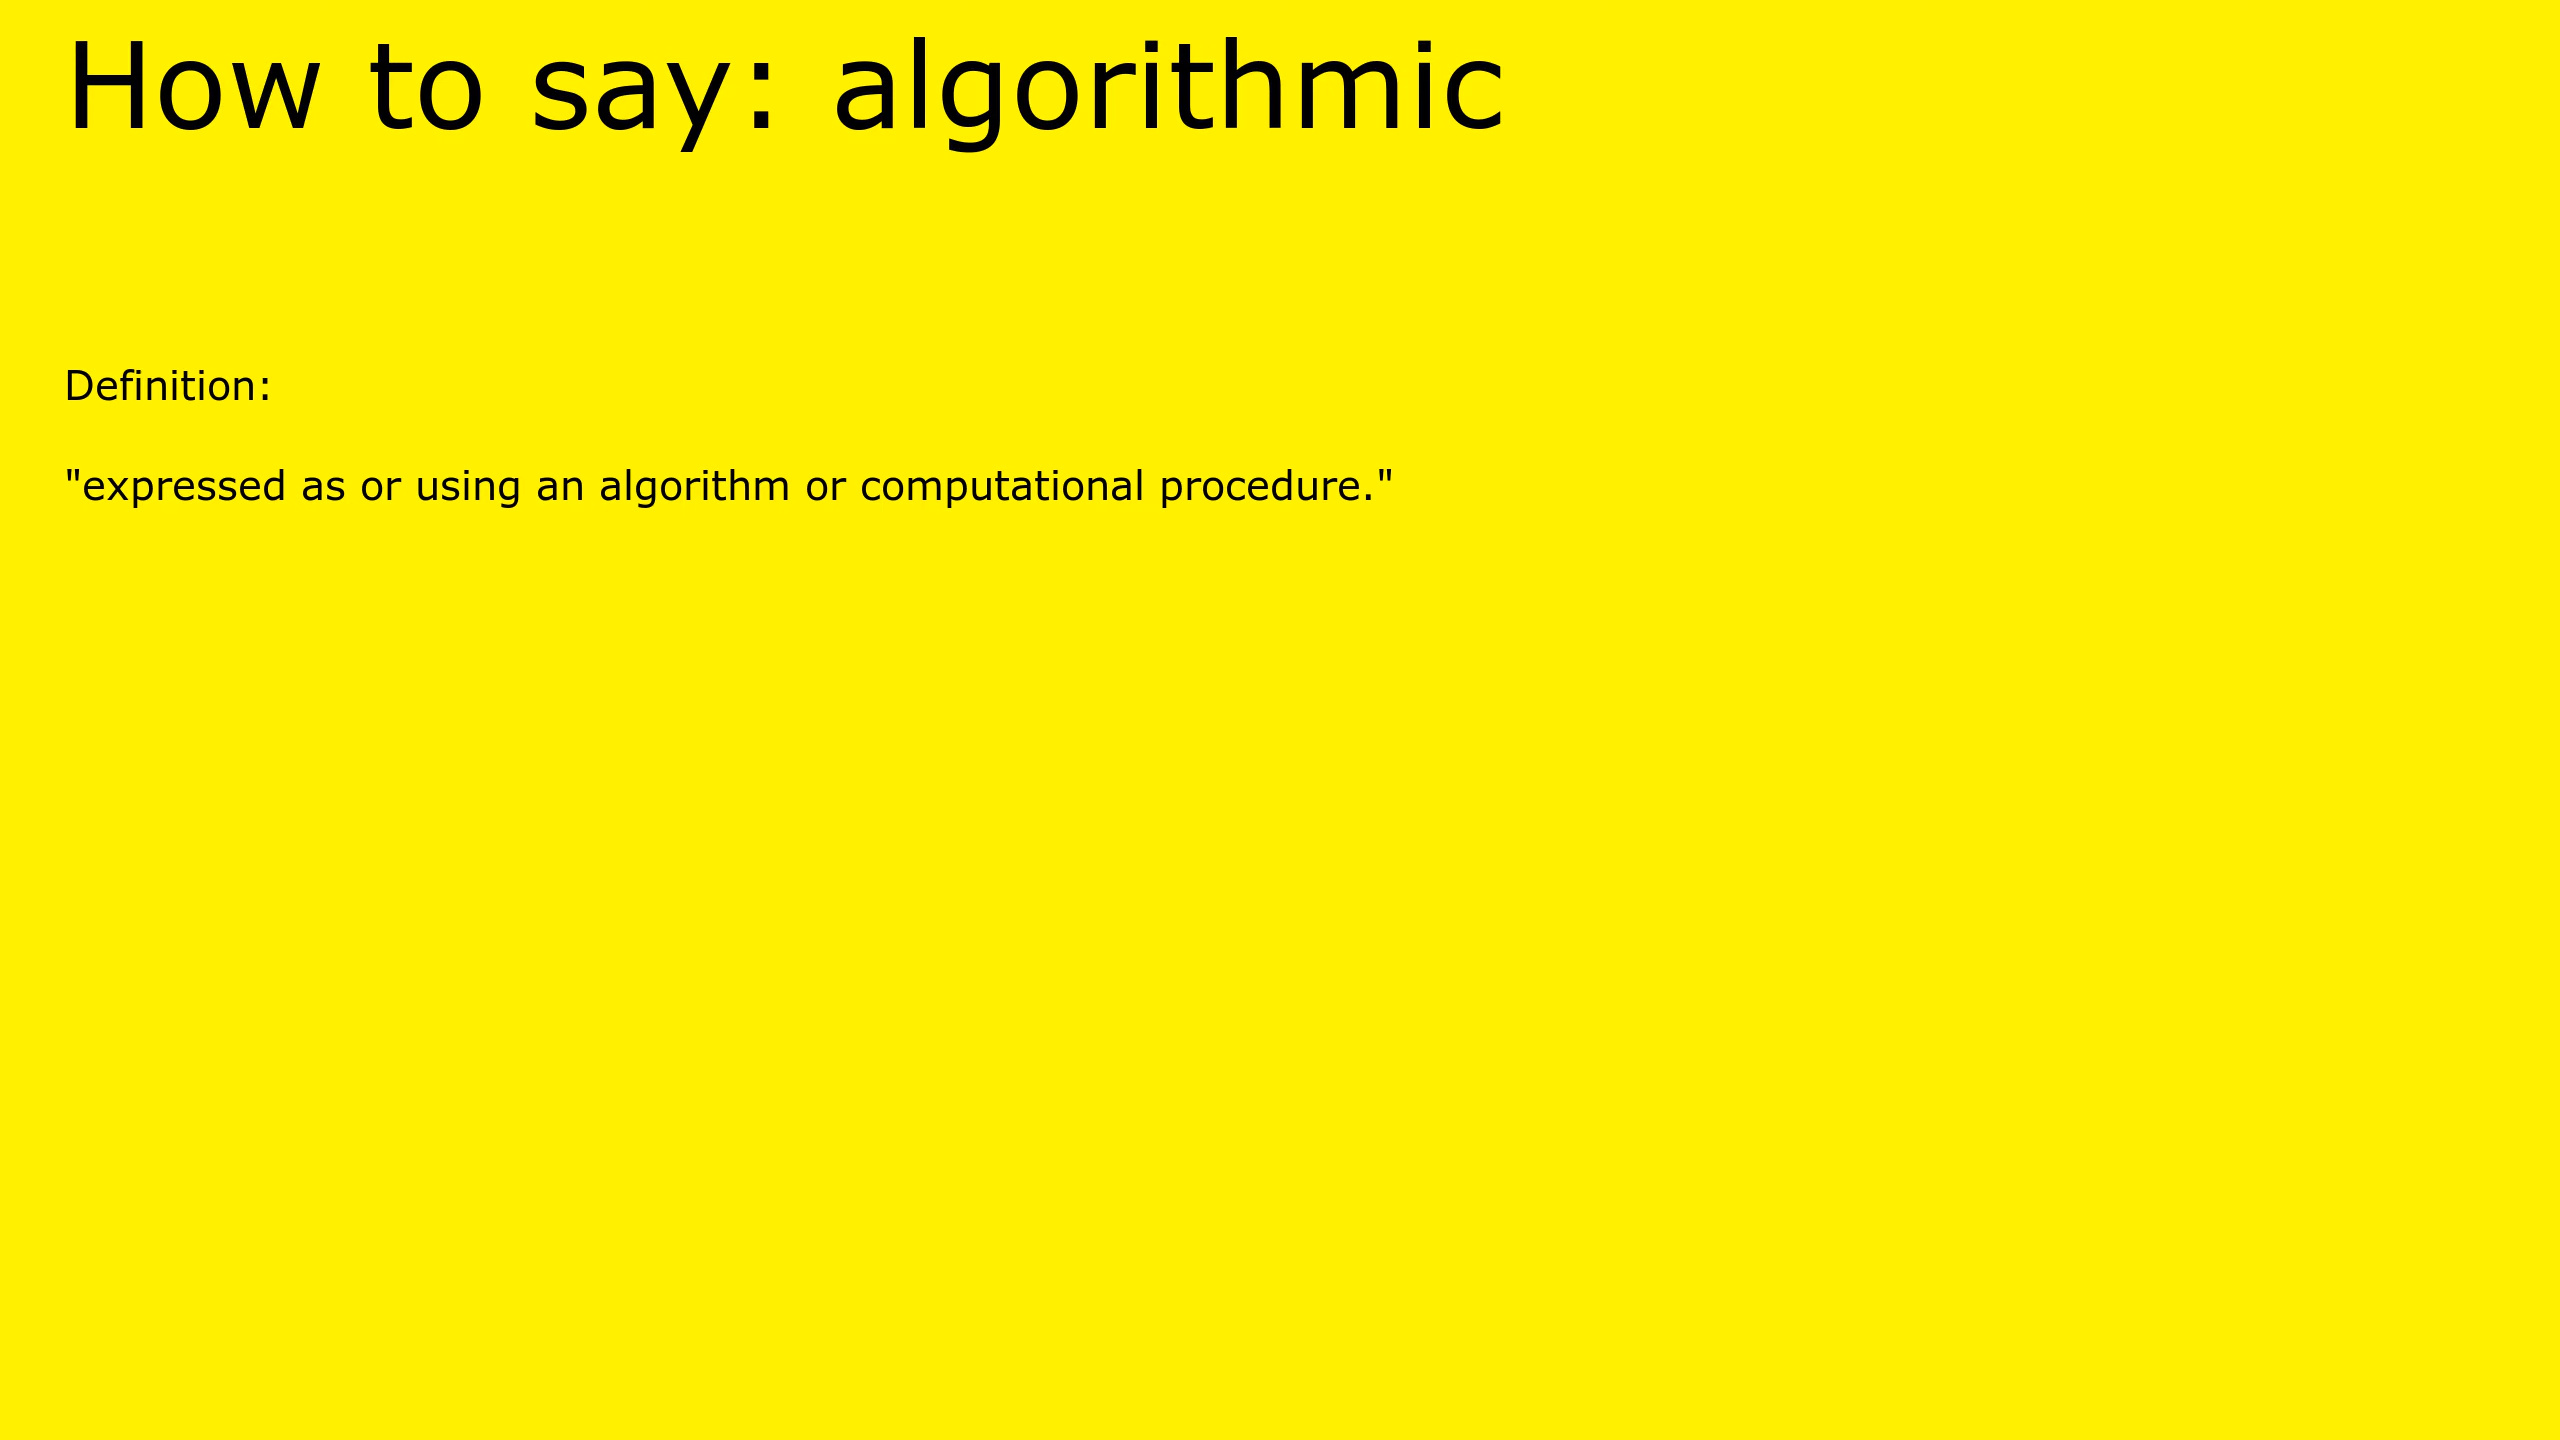 How to say: algorithmic
Definition:
"expressed as or using an algorithm or computational procedure."